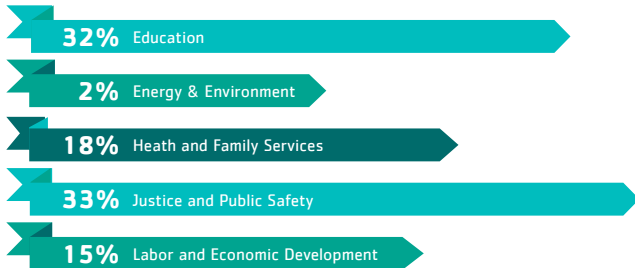 32% Education
2% Energy & Environment
18% Heath and Family Services
33% Justice and Public Safety
15% Labor and Economic Development